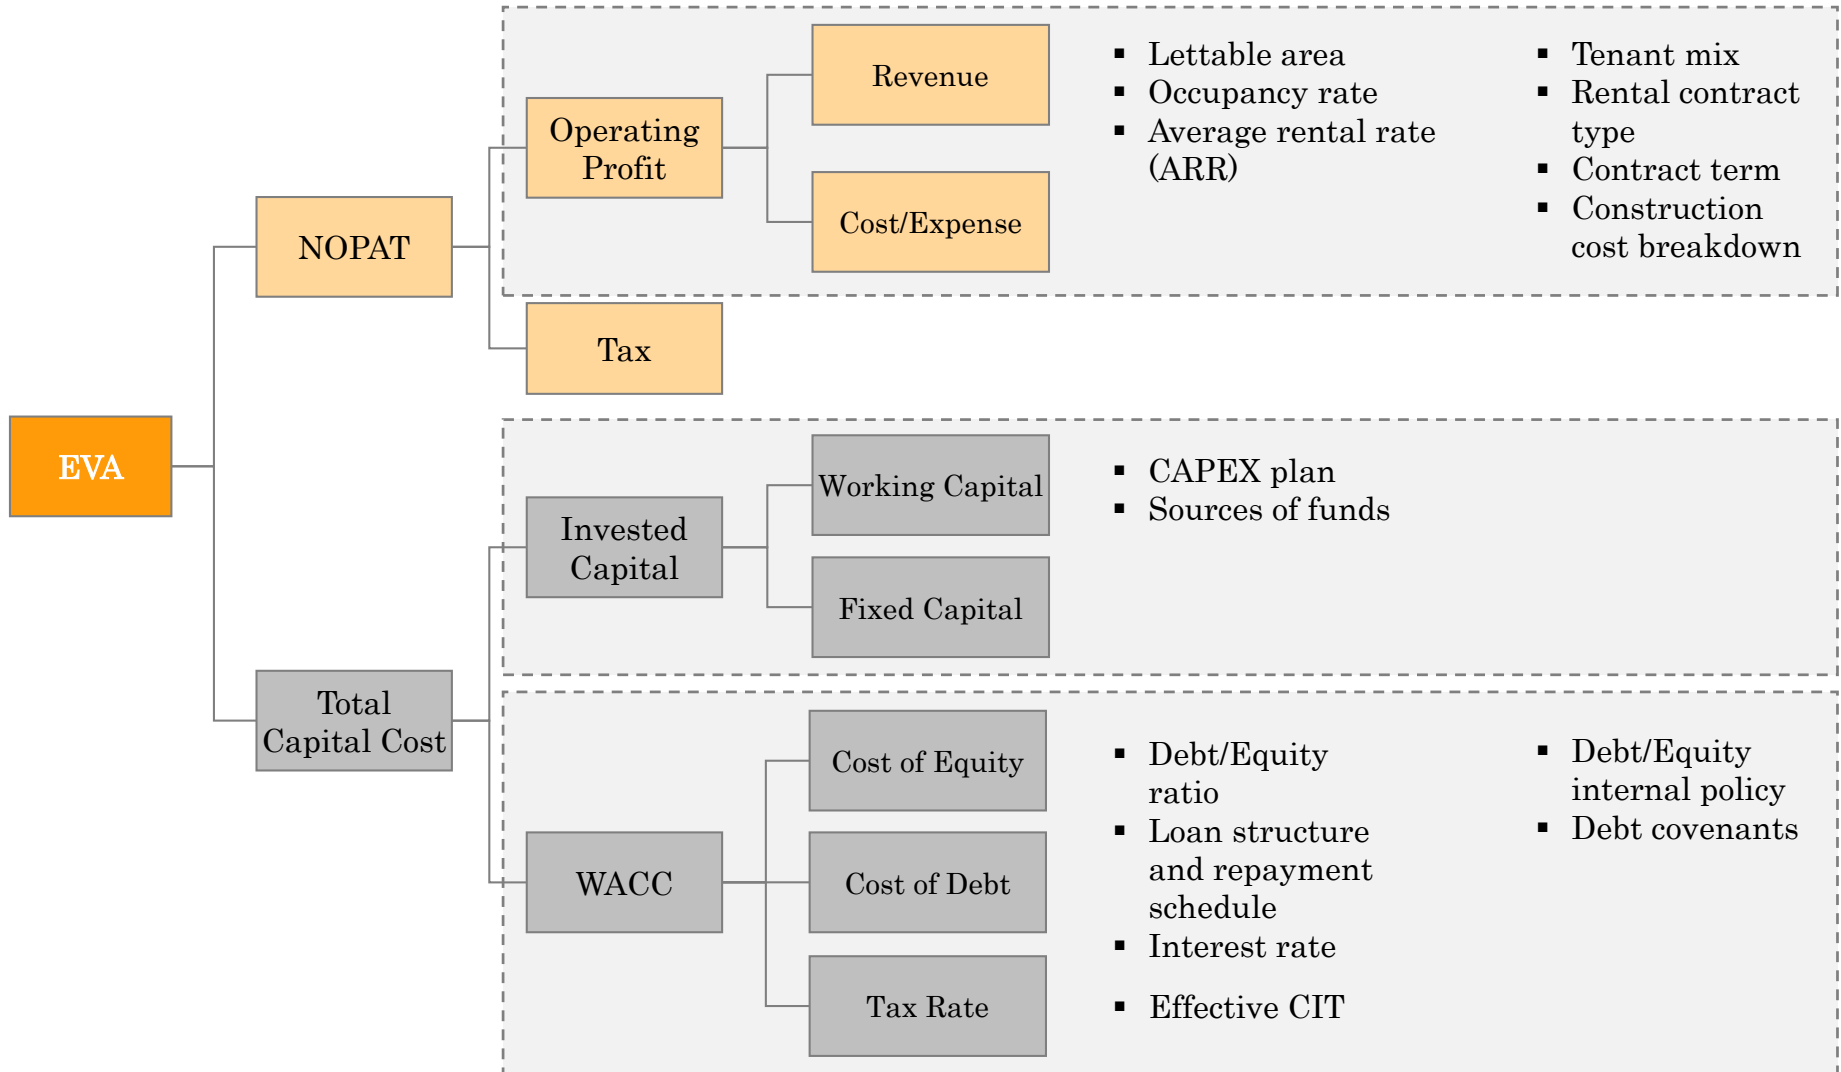 EVA
NOPAT
Operating
Profit
Revenue
Cost/Expense
Tax
▪ Lettable area
▪ Occupancy rate
▪ Average rental rate
(ARR)
▪ Tenant mix
▪ Rental contract
type
▪ Contract term
▪ Construction
cost breakdown
Total
Capital Cost
Invested
Capital
Working Capital
Fixed Capital
▪ CAPEX plan
▪ Sources of funds
WACC
Cost of Equity
Cost of Debt
Tax Rate
▪ Debt/Equity
ratio
▪ Loan structure
and repayment
schedule
▪ Interest rate
▪ Effective CIT
▪ Debt/Equity
internal policy
▪ Debt covenants